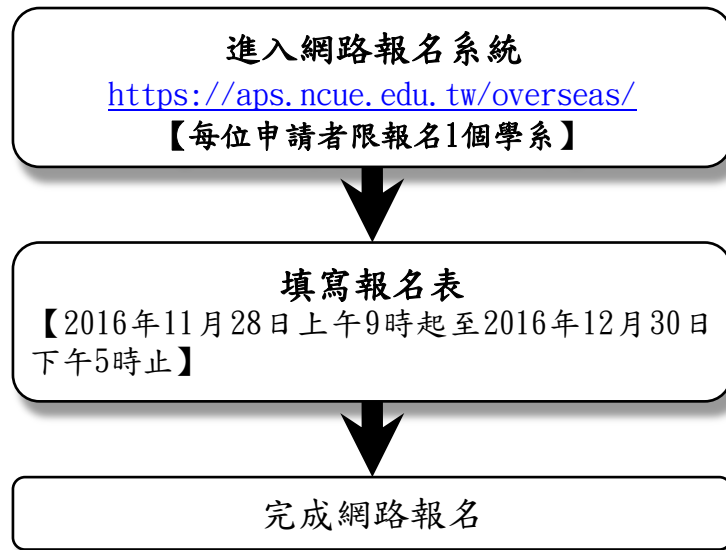 進入網路報名系統
https://aps.ncue.edu.tw/overseas/
【每位申請者限報名1個學系】
填寫報名表
【2016年11月28日上午9時起至2016年12月30日
下午5時止】
完成網路報名